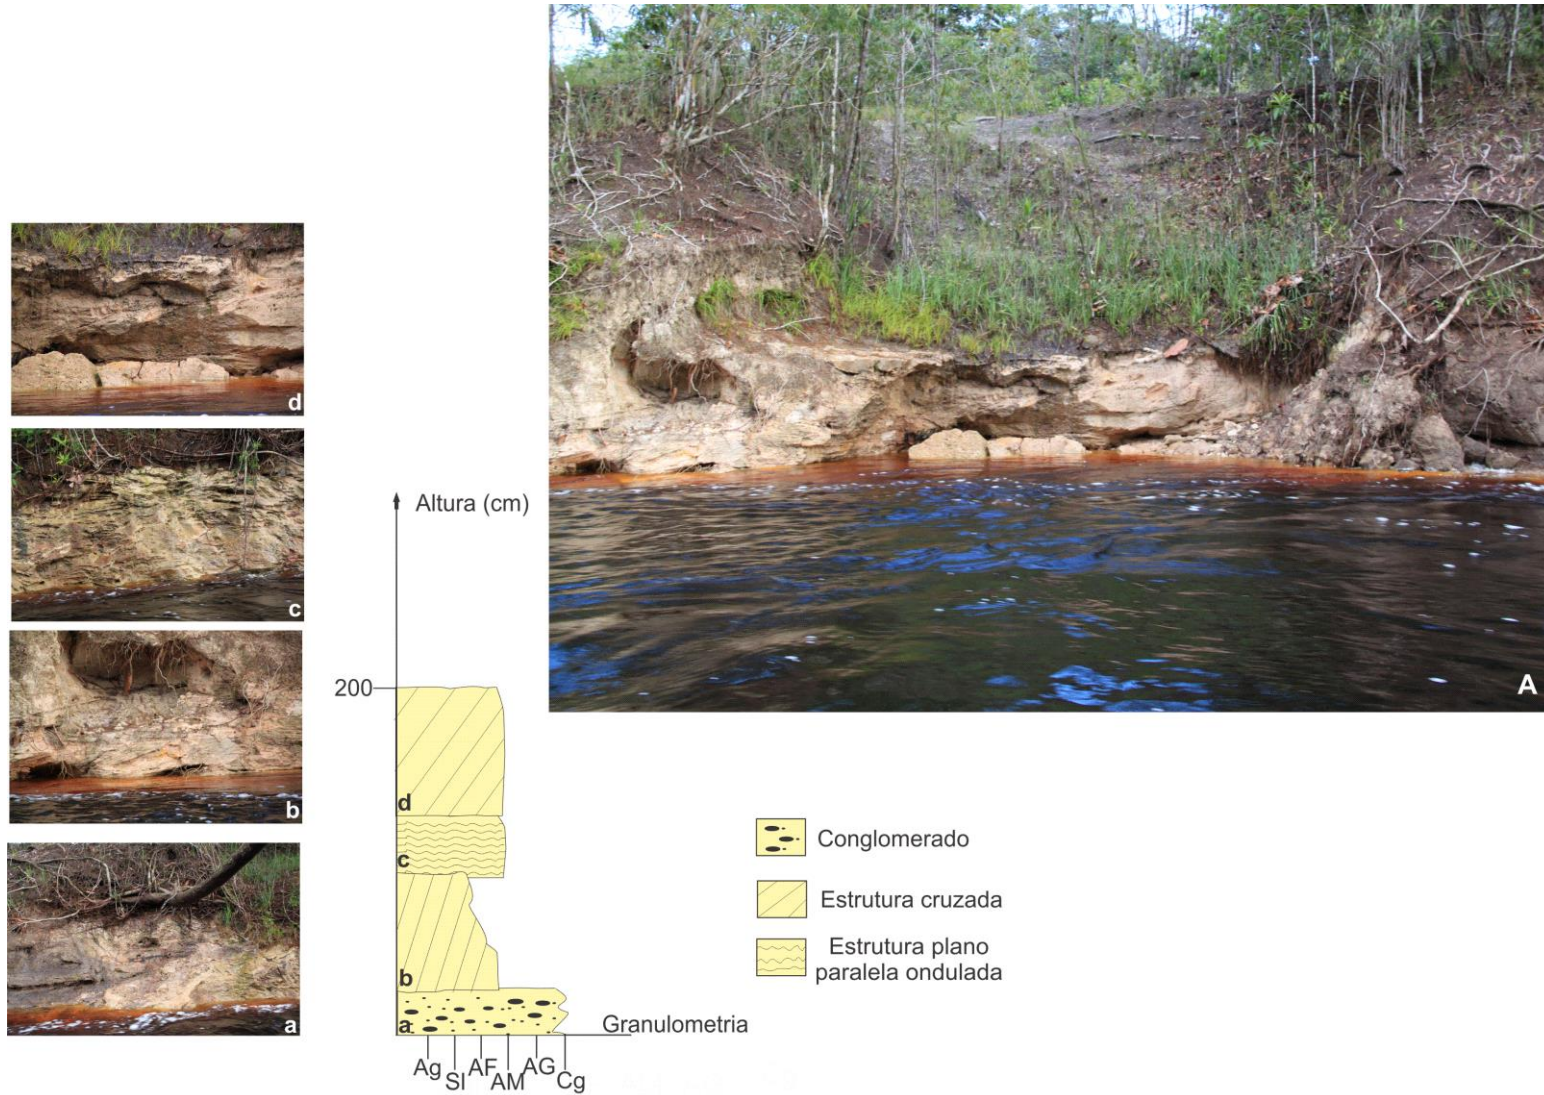 A
d
c
b
a
Altura (cm)
200
d
c
b
a
Granulometria
Ag
Sl
AF
AM
AG
Cg
Conglomerado
Estrutura cruzada
Estrutura plano
paralela ondulada